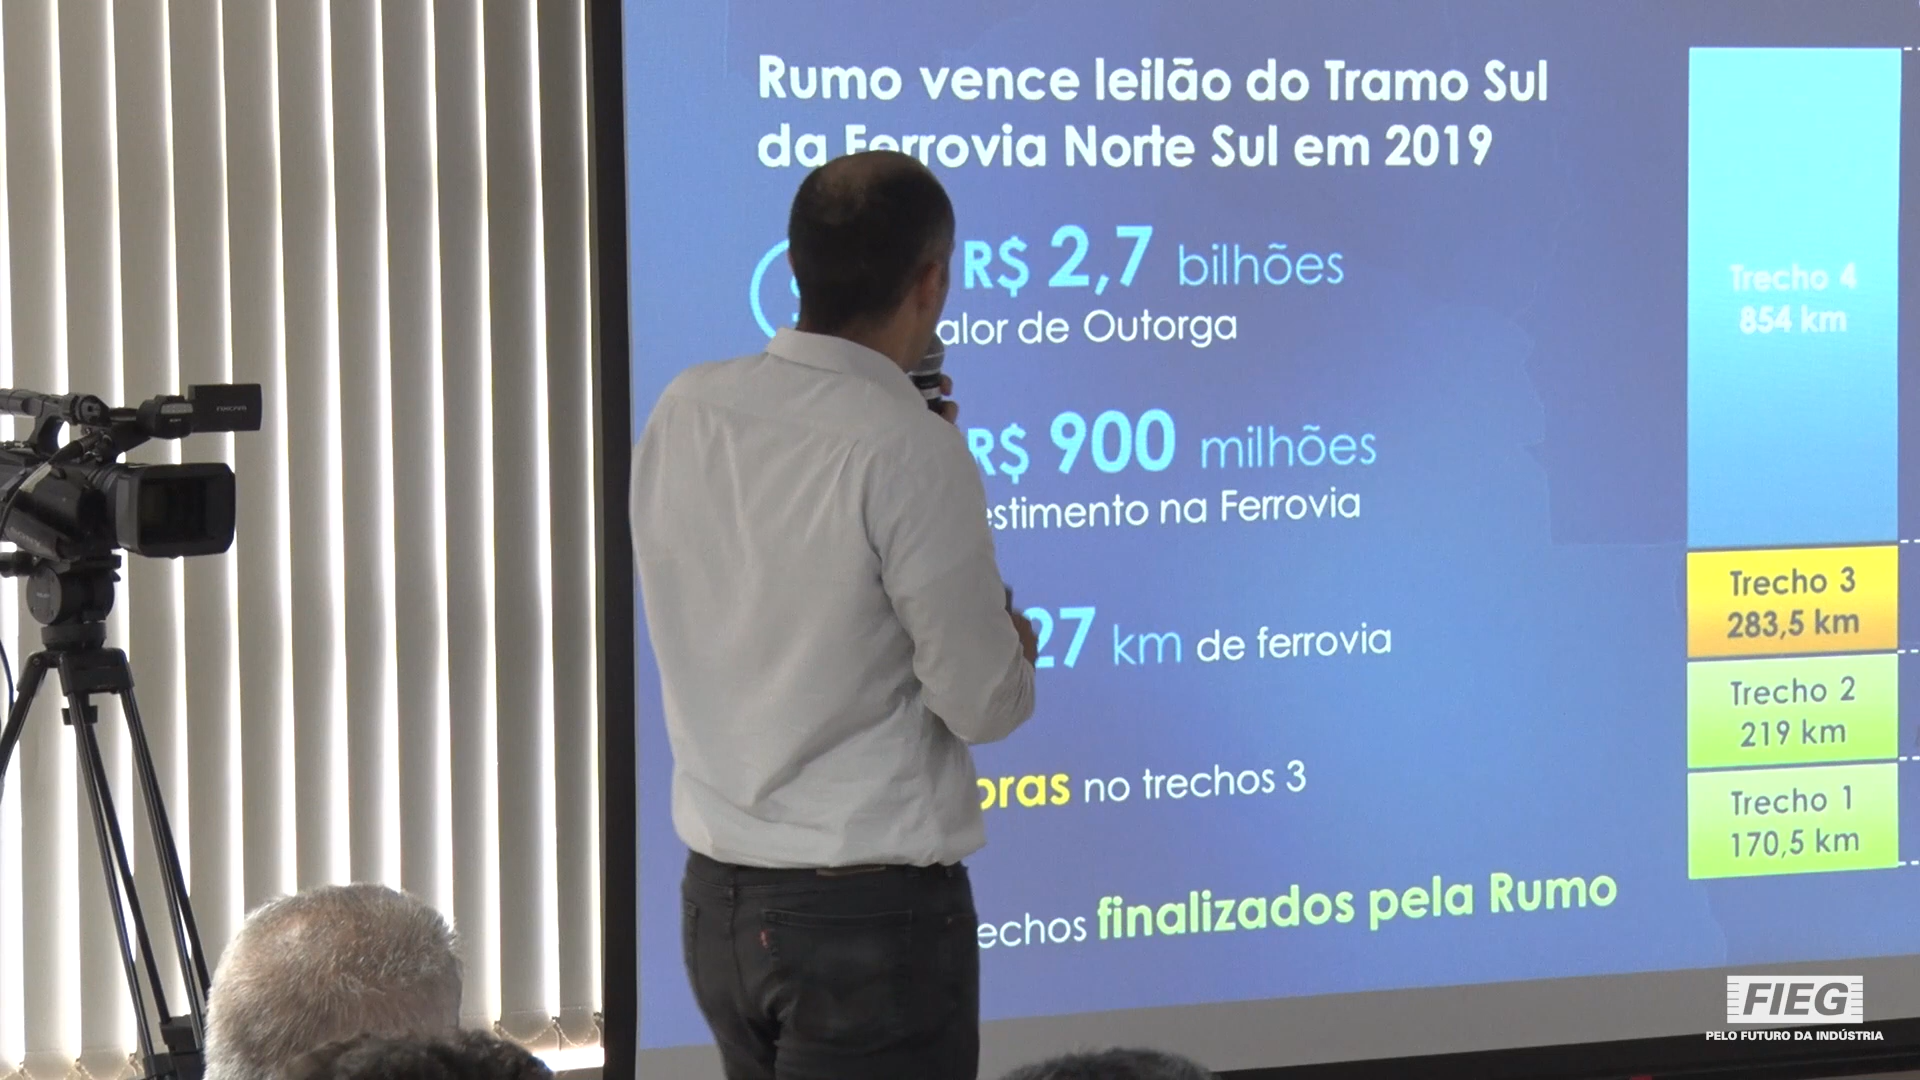 Rumo vence leilão do Tramo Sul
da Ferrovia Norte Sul em 2019
R$ 2,7 bilhões
alor de Outorga
R$ 900 milhões
estimento na Ferrovia
27 km de ferrovia
oras no trechos 3
echos finalizados pela Rumo
Trecho 4
854 km
Trecho 3
283,5 km
Trecho 2
219 km
Trecho 1
170,5 km
FIEG
PELO FUTURO DA INDÚSTRIA